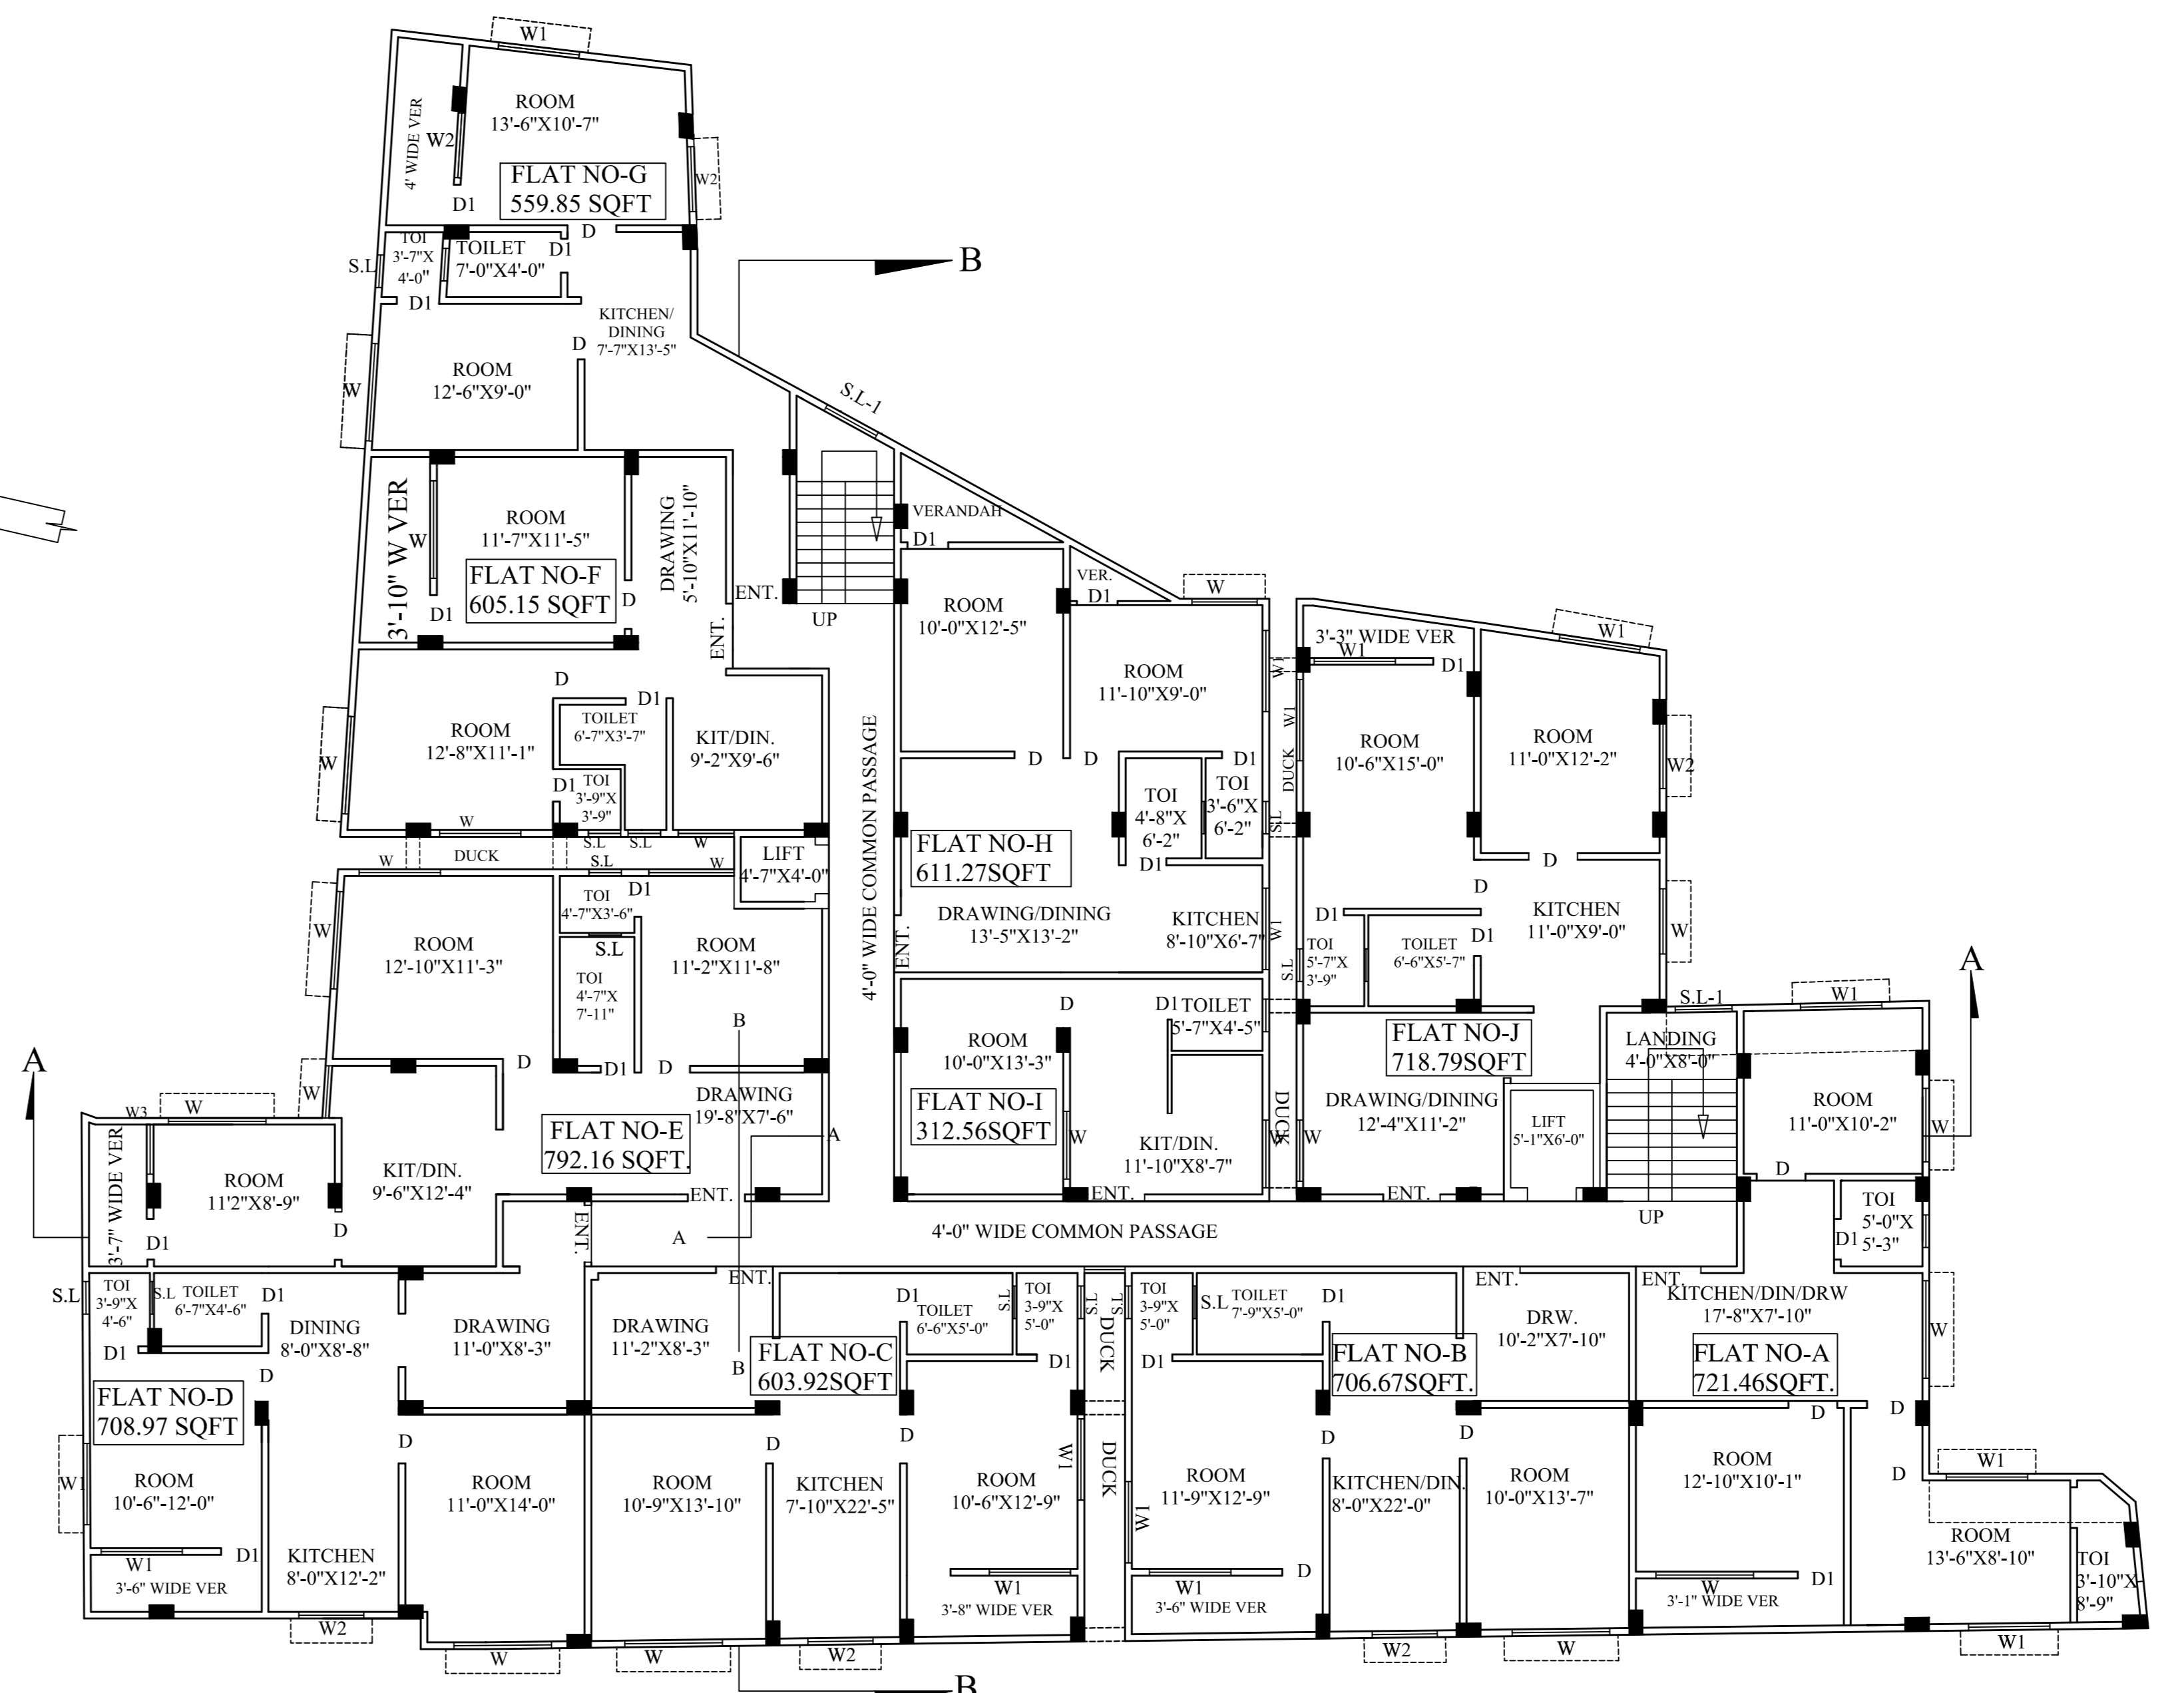 W1
ROOM
13'-6"X10'-7"
4' WIDE VER
W2
W2
FLAT NO-G
559.85 SQFT
D1
D
TOI
3'-7"X
4'-0"
TOILET
7'-0"X4'-0"
D1
S.L
D1
B
KITCHEN/
DINING
7'-7"X13'-5"
D
ROOM
12'-6"X9'-0"
W
S.L-1
3'-10" W VER
W
ROOM
11'-7"X11'-5"
DRAWING
5'-10"X11'-10"
FLAT NO-F
605.15 SQFT
D1
D
ENT.
ENT.
UP
VERANDAH
D1
VER.
D1
W
ROOM
10'-0"X12'-5"
ROOM
11'-10"X9'-0"
W1
3'-3" WIDE VER
W1
D1
W1
D
D1
TOILET
6'-7"X3'-7"
ROOM
12'-8"X11'-1"
KIT/DIN.
9'-2"X9'-6"
W
D1
TOI
3'-9"X
3'-9"
W
S.L
S.L
W
4'-0" WIDE COMMON PASSAGE
D
D
D1
TOI
4'-8"X
6'-2"
TOI
3'-6"X
6'-2"
D1
W1
DUCK
S.L
ROOM
10'-6"X15'-0"
ROOM
11'-0"X12'-2"
W2
FLAT NO-H
611.27SQFT
D
D
W
DUCK
S.L
W
LIFT
4'-7"X4'-0"
TOI
4'-7"X3'-6"
D1
S.L
W
ROOM
12'-10"X11'-3"
ROOM
11'-2"X11'-8"
TOI
4'-7"X
7'-11"
DRAWING/DINING
13'-5"X13'-2"
KITCHEN
8'-10"X6'-7"
ENT.
W1
S.L
D1
TOI
5'-7"X
3'-9"
TOILET
6'-6"X5'-7"
D1
KITCHEN
11'-0"X9'-0"
W
A
B
D
D1
TOILET
5'-7"X4'-5"
ROOM
10'-0"X13'-3"
FLAT NO-J
718.79SQFT
S.L-1
W1
LANDING
4'-0"X8'-0"
A
W
D
D1
D
DRAWING
19'-8"X7'-6"
FLAT NO-I
312.56SQFT
W
KIT/DIN.
11'-10"X8'-7"
DUCK
W
W
DRAWING/DINING
12'-4"X11'-2"
LIFT
5'-1"X6'-0"
ROOM
11'-0"X10'-2"
W
W3
W
3'-7" WIDE VER
ROOM
11'2"X8'-9"
KIT/DIN.
9'-6"X12'-4"
FLAT NO-E
792.16 SQFT.
A
D1
D
ENT.
ENT.
A
ENT.
ENT.
4'-0" WIDE COMMON PASSAGE
UP
D
TOI
5'-0"X
5'-3"
D1
S.L
TOI
3'-9"X
4'-6"
S.L
TOILET
6'-7"X4'-6"
D1
D1
DINING
8'-0"X8'-8"
DRAWING
11'-0"X8'-3"
DRAWING
11'-2"X8'-3"
ENT.
D1
TOILET
6'-6"X5'-0"
S.L
TOI
3-9"X
5'-0"
S.L
S.L
DUCK
TOI
3-9"X
5'-0"
S.L
TOILET
7'-9"X5'-0"
D1
ENT.
DRW.
10'-2"X7'-10"
ENT.
KITCHEN/DIN/DRW
17'-8"X7'-10"
W
B
D
FLAT NO-C
603.92SQFT
D1
D1
FLAT NO-B
706.67SQFT.
FLAT NO-A
721.46SQFT.
FLAT NO-D
708.97 SQFT
D
D
D
D
D
D
D
D
W1
ROOM
10'-6"-12'-0"
ROOM
11'-0"X14'-0"
ROOM
10'-9"X13'-10"
KITCHEN
7'-10"X22'-5"
ROOM
10'-6"X12'-9"
W1
DUCK
W1
ROOM
11'-9"X12'-9"
KITCHEN/DIN.
8'-0"X22'-0"
ROOM
10'-0"X13'-7"
ROOM
12'-10"X10'-1"
D
W1
W1
D1
3'-6" WIDE VER
KITCHEN
8'-0"X12'-2"
W1
3'-8" WIDE VER
W1
D
3'-6" WIDE VER
W
D1
3'-1" WIDE VER
ROOM
13'-6"X8'-10"
TOI
3'-10"X
8'-9"
W2
W
W
W2
W2
W
W1
B